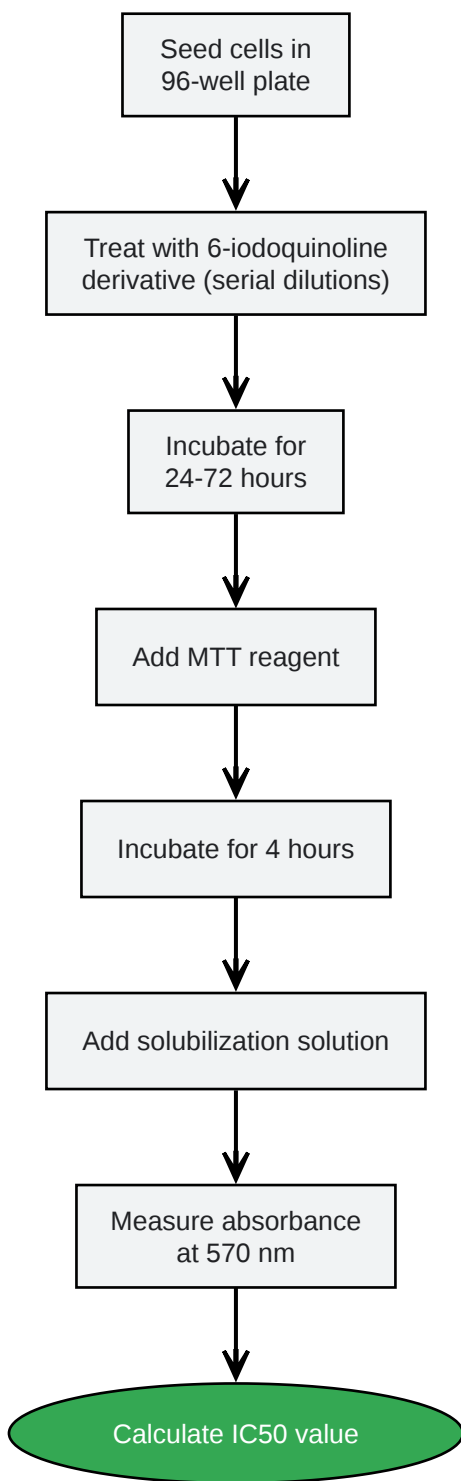 Seed cells in
96-well plate
Treat with 6-iodoquinoline
derivative (serial dilutions)
Incubate for
24-72 hours
Add MTT reagent
Incubate for 4 hours
Add solubilization solution
Measure absorbance
at 570 nm
Calculate IC50 value